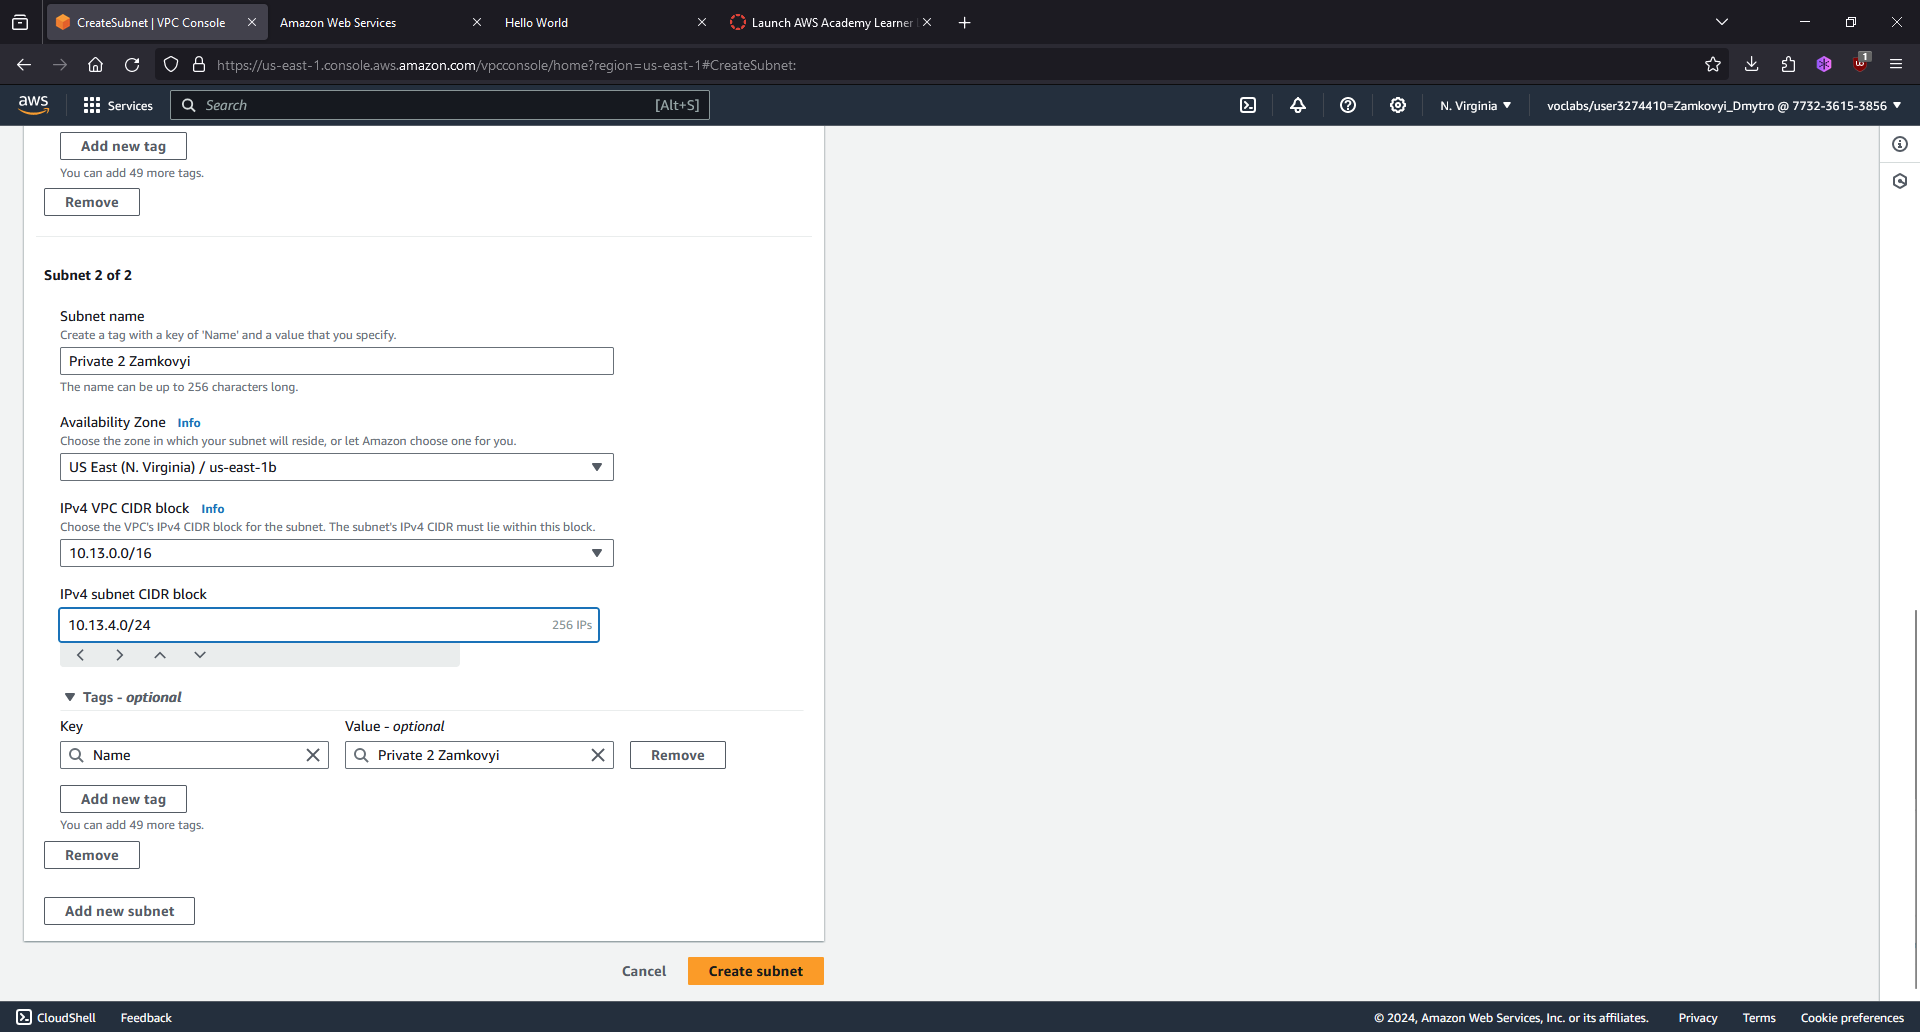 CreateSubnet | VPC Console
Amazon Web Services
Hello World
Launch AWS Academy Learner
https://us-east-1.console.aws.amazon.com/vpcconsole/home?region=us-east-1#CreateSubnet:
1
aws
Services
Search
[Alt+S]
N. Virginia
voclabs/user3274410=Zamkovyi_Dmytro @ 7732-3615-3856
Add new tag
You can add 49 more tags.
Remove
Subnet 2 of 2
Subnet name
Create a tag with a key of 'Name' and a value that you specify.
Private 2 Zamkovyi
The name can be up to 256 characters long.
Availability Zone Info
Choose the zone in which your subnet will reside, or let Amazon choose one for you.
US East (N. Virginia) / us-east-1b
IPv4 VPC CIDR block Info
Choose the VPC's IPv4 CIDR block for the subnet. The subnet's IPv4 CIDR must lie within this block.
10.13.0.0/16
IPv4 subnet CIDR block
10.13.4.0/24
256 IPs
Tags - optional
Key
Value - optional
Name
Private 2 Zamkovyi
Remove
Add new tag
You can add 49 more tags.
Remove
Add new subnet
Cancel
Create subnet
CloudShell
Feedback
© 2024, Amazon Web Services, Inc. or its affiliates.
Privacy
Terms
Cookie preferences